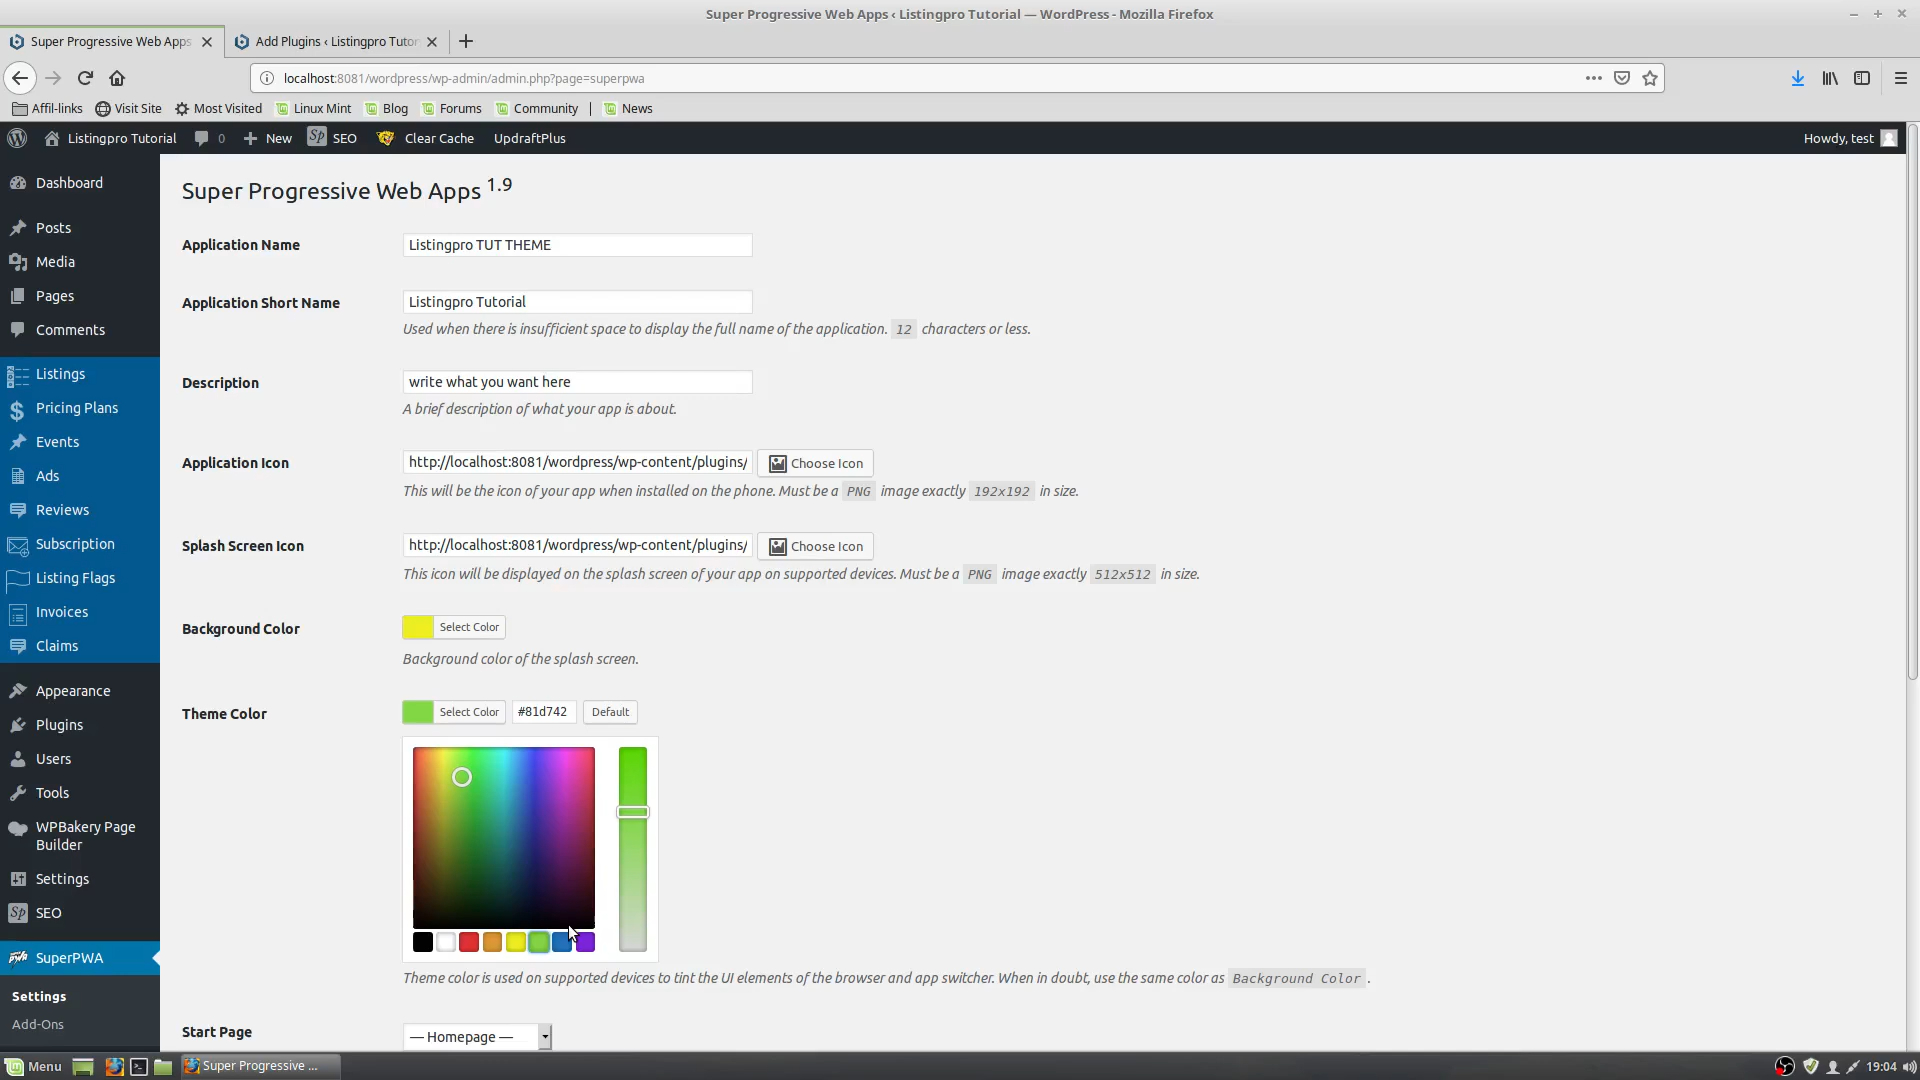 Super Progressive Web Apps ‹ Listingpro Tutorial — WordPress - Mozilla Firefox
Super Progressive Web Apps
Add Plugins ‹ Listingpro Tutor
localhost:8081/wordpress/wp-admin/admin.php?page=superpwa
Affil-links Visit Site Most Visited Linux Mint Blog Forums Community | News
Listingpro Tutorial 0 New SEO Clear Cache UpdraftPlus Howdy, test
Dashboard
Posts
Media
Pages
Comments
Listings
Pricing Plans
Events
Ads
Reviews
Subscription
Listing Flags
Invoices
Claims
Appearance
Plugins
Users
Tools
WPBakery Page
Builder
Settings
SEO
SuperPWA
Settings
Add-Ons
Super Progressive Web Apps 1.9
Application Name
Listingpro TUT THEME
Application Short Name
Listingpro Tutorial
Used when there is insufficient space to display the full name of the application. 12 characters or less.
Description
write what you want here
A brief description of what your app is about.
Application Icon
http://localhost:8081/wordpress/wp-content/plugins/
Choose Icon
This will be the icon of your app when installed on the phone. Must be a PNG image exactly 192x192 in size.
Splash Screen Icon
http://localhost:8081/wordpress/wp-content/plugins/
Choose Icon
This icon will be displayed on the splash screen of your app on supported devices. Must be a PNG image exactly 512x512 in size.
Background Color
Select Color
Background color of the splash screen.
Theme Color
Select Color #81d742 Default
Theme color is used on supported devices to tint the UI elements of the browser and app switcher. When in doubt, use the same color as Background Color .
Start Page
— Homepage —
Menu
Super Progressive ...
19:04